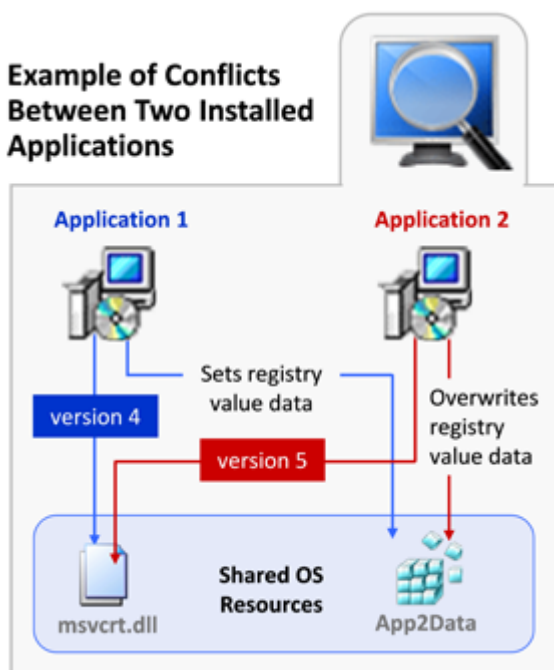 Example of Conflicts
Between Two Installed
Applications
Application 1
Application 2
Sets registry
value data
version 4
Overwrites
registry
value data
version 5
Shared OS
Resources
msvcrt.dll
App2Data